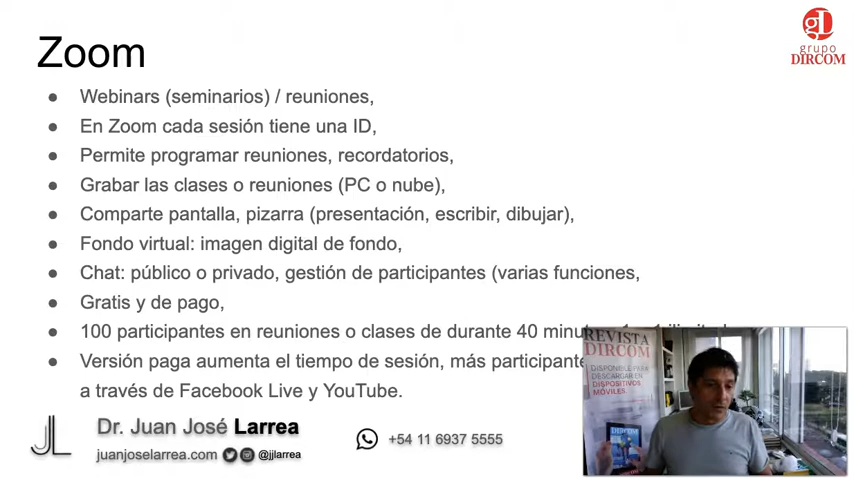 Zoom
grupo
DIRCOM
● Webinars (seminarios) / reuniones,
● En Zoom cada sesión tiene una ID,
● Permite programar reuniones, recordatorios,
● Grabar las clases o reuniones (PC o nube),
● Comparte pantalla, pizarra (presentación, escribir, dibujar),
● Fondo virtual: imagen digital de fondo,
● Chat: público o privado, gestión de participantes (varias funciones,
● Gratis y de pago,
● 100 participantes en reuniones o clases de durante 40
● Versión paga aumenta el tiempo de sesión, más
a través de Facebook Live y YouTube.
REVISTA
DIRCOM
DISPONIBLE PARA
DESCARGAR EN
DISPOSITIVOS
MÓVILES.
DIRCOM
JL
Dr. Juan José Larrea
juanjoselarrea.com @jjlarrea
+54 11 6937 5555